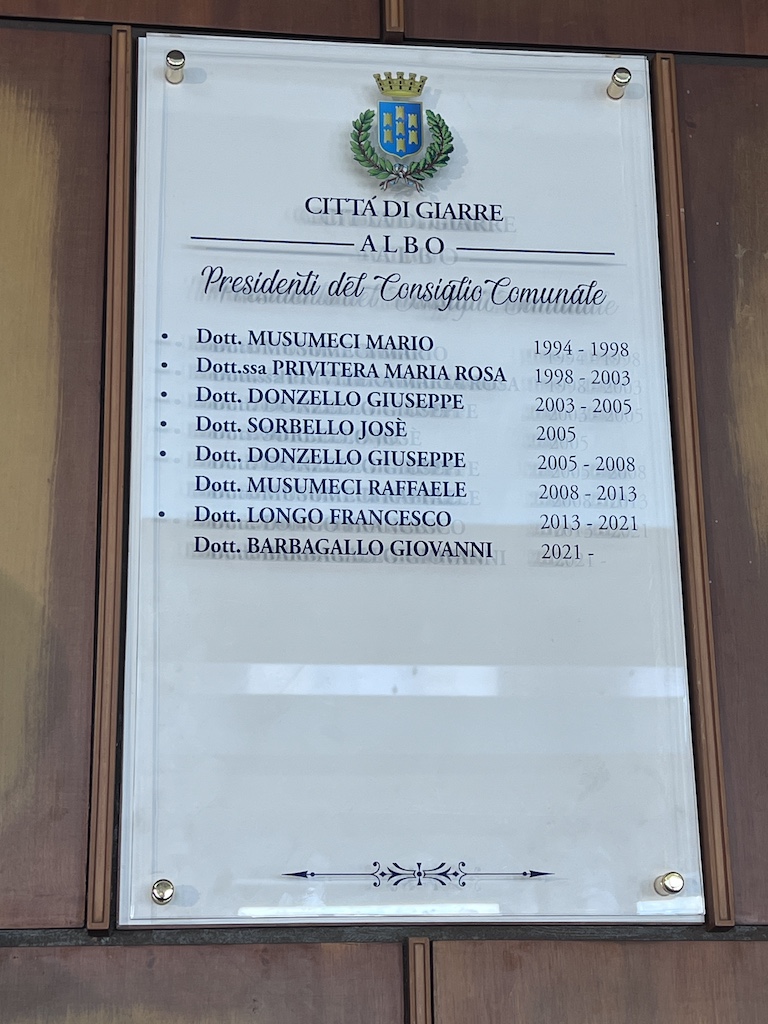 CITTÁ DI GIARRE
ALBO
Presidenti del Consiglio Comunale
• Dott. MUSUMECI MARIO 1994 - 1998
• Dott.ssa PRIVITERA MARIA ROSA 1998 - 2003
• Dott. DONZELLO GIUSEPPE 2003 - 2005
• Dott. SORBELLO JOSÈ 2005
• Dott. DONZELLO GIUSEPPE 2005 - 2008
Dott. MUSUMECI RAFFAELE 2008 - 2013
• Dott. LONGO FRANCESCO 2013 - 2021
Dott. BARBAGALLO GIOVANNI 2021 -